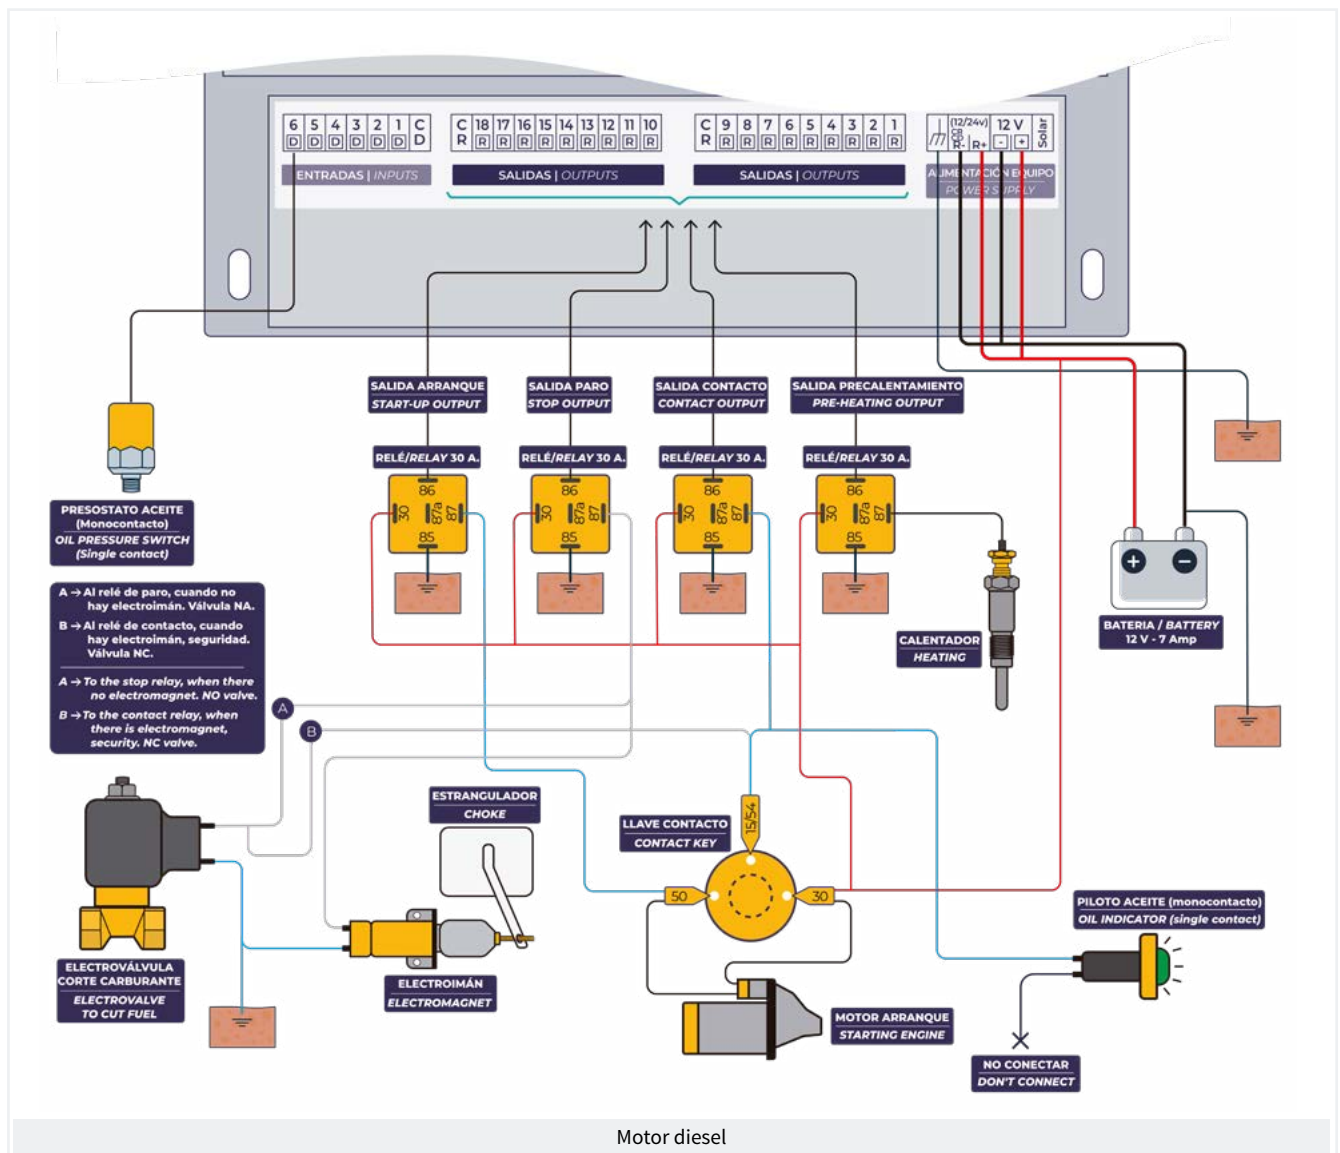 6 5 4 3 2 1 C
D D D D D D D
ENTRADAS | INPUTS
C 18 17 16 15 14 13 12 11 10
R R R R R R R R R R
SALIDAS | OUTPUTS
C 9 8 7 6 5 4 3 2 1
R R R R R R R R R R
SALIDAS | OUTPUTS
(12/24v) 12 V Solar
R- R+ - +
ALIMENTACIÓN EQUIPO
POWER SUPPLY
SALIDA ARRANQUE
START-UP OUTPUT
SALIDA PARO
STOP OUTPUT
SALIDA CONTACTO
CONTACT OUTPUT
SALIDA PRECALENTAMIENTO
PRE-HEATING OUTPUT
RELÉ/RELAY 30 A.
RELÉ/RELAY 30 A.
RELÉ/RELAY 30 A.
RELÉ/RELAY 30 A.
86
30 87a 87
85
86
30 87a 87
85
86
30 87a 87
85
86
30 87a 87
85
PRESOSTATO ACEITE
(Monocontacto)
OIL PRESSURE SWITCH
(Single contact)
A → Al relé de paro, cuando no
hay electroimán. Válvula NA.
B → Al relé de contacto, cuando
hay electroimán, seguridad.
Válvula NC.
A → To the stop relay, when there
no electromagnet. NO valve.
B → To the contact relay, when
there is electromagnet,
security. NC valve.
A
B
CALENTADOR
HEATING
+ −
BATERIA / BATTERY
12 V - 7 Amp
ESTRANGULADOR
CHOKE
LLAVE CONTACTO
CONTACT KEY
15/54
50
30
PILOTO ACEITE (monocontacto)
OIL INDICATOR (single contact)
ELECTROVÁLVULA
CORTE CARBURANTE
ELECTROVALVE
TO CUT FUEL
ELECTROIMÁN
ELECTROMAGNET
MOTOR ARRANQUE
STARTING ENGINE
NO CONECTAR
DON'T CONNECT
Motor diesel